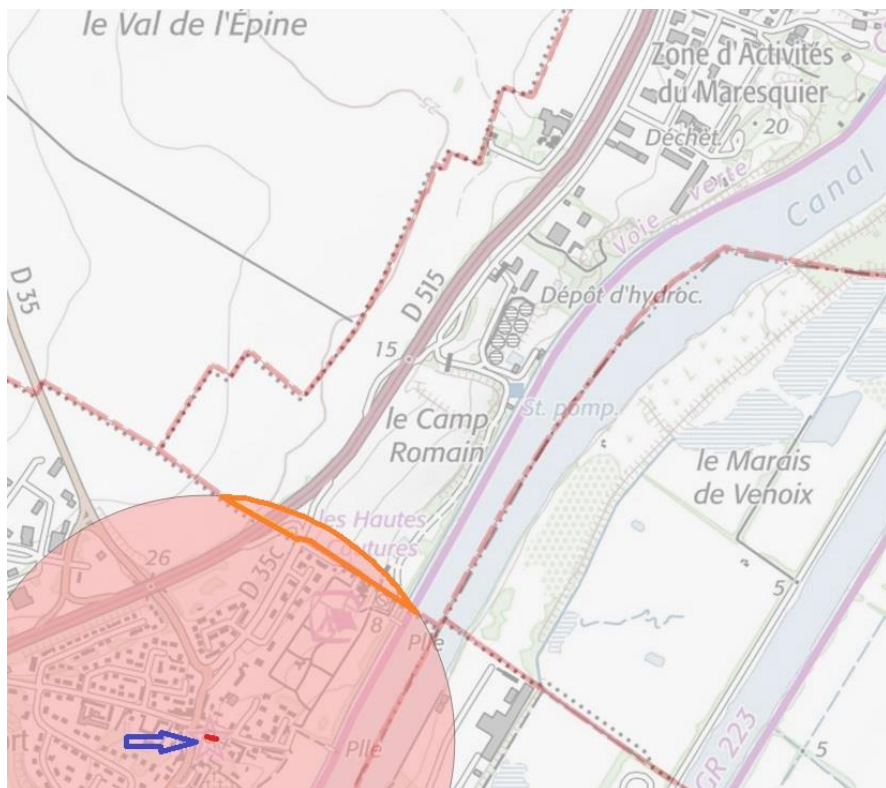 le Val de l'Épine
Zone d'Activités
du Maresquier
25
Déchèt.
20
Voie verte
Canal
D 35
D 515
Dépôt d'hydroc.
15
St. pomp.
le Camp
Romain
le Marais
de Venoix
les Hautes
Coutures
26
D 35c
5
8
Plle
Plle
5
GR 223